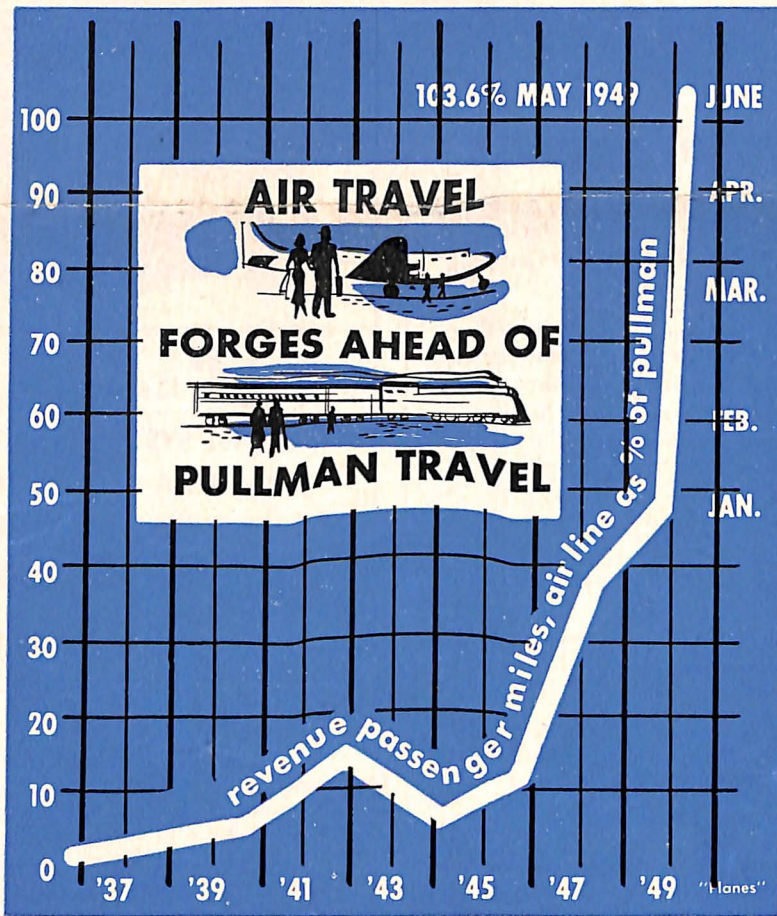 103.6% MAY 1949
JUNE
100
90
APR.
80
MAR.
70
60
FEB.
50
JAN.
40
30
20
10
0
AIR TRAVEL
FORGES AHEAD OF
PULLMAN TRAVEL
revenue passenger miles, airline as % of pullman
'37 '39 '41 '43 '45 '47 '49
"Hanes"